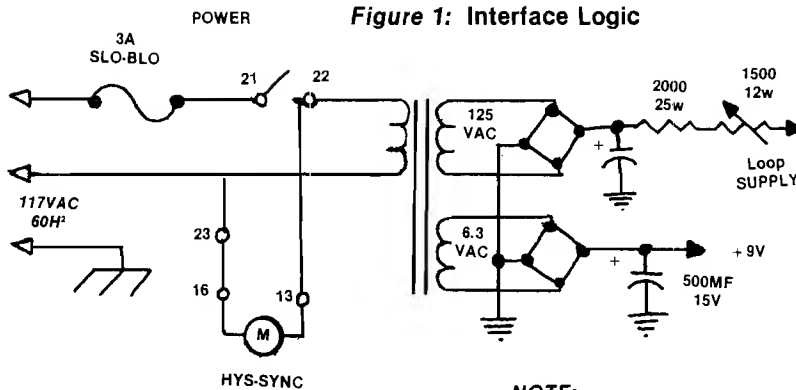 POWER
Figure 1: Interface Logic
3A
SLO-BLO
21
22
2000
25w
1500
12w
125
VAC
+
Loop
SUPPLY
117VAC
60H²
23
6.3
VAC
+ 9V
+
16
13
500MF
15V
M
HYS-SYNC
NOTE: